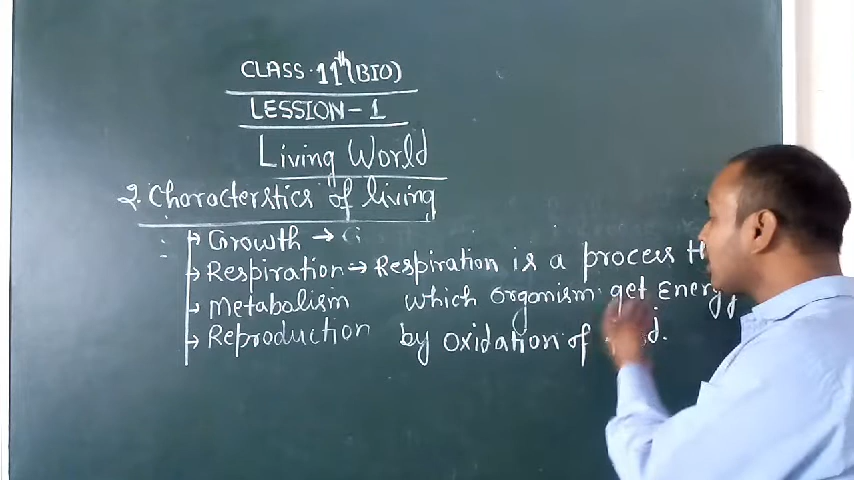 CLASS. 11th (BIO)
LESSION - 1
Living World
2. Characterstics of living
Growth → G
Respiration → Respiration is a process
Metabolism which organism get Energy
Reproduction by oxidation of